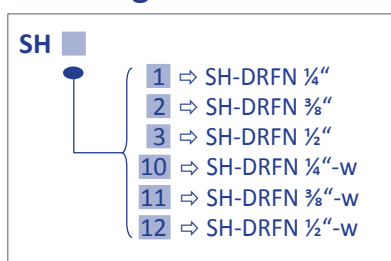 SH
1 ⇨ SH-DRFN ¼“
2 ⇨ SH-DRFN ⅜“
3 ⇨ SH-DRFN ½“
10 ⇨ SH-DRFN ¼“-w
11 ⇨ SH-DRFN ⅜“-w
12 ⇨ SH-DRFN ½“-w